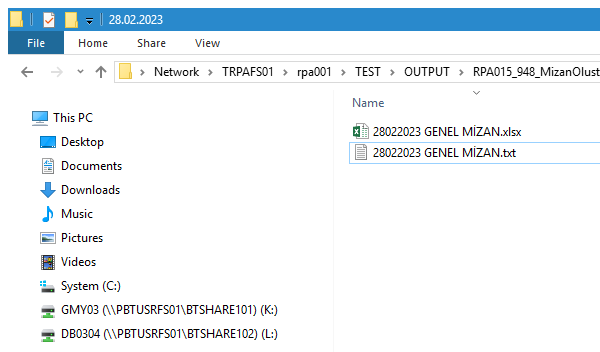 28.02.2023
File Home Share View
Network TRPAFS01 rpa001 TEST OUTPUT RPA015_948_MizanOlust
Name
This PC
Desktop
Documents
Downloads
Music
Pictures
Videos
System (C:)
GMY03 (\\PBTUSRFS01\BTSHARE101) (K:)
DB0304 (\\PBTUSRFS01\BTSHARE102) (L:)
28022023 GENEL MİZAN.xlsx
28022023 GENEL MİZAN.txt